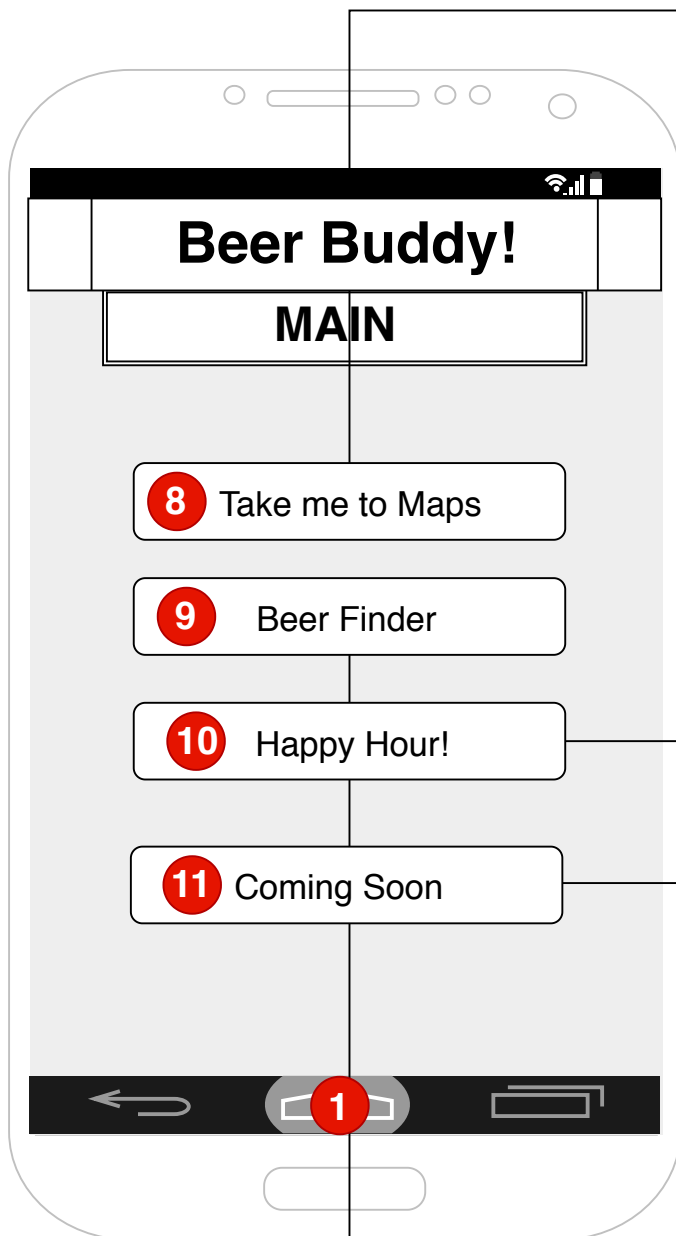 Beer Buddy!
MAIN
8 Take me to Maps
9 Beer Finder
10 Happy Hour!
11 Coming Soon
1